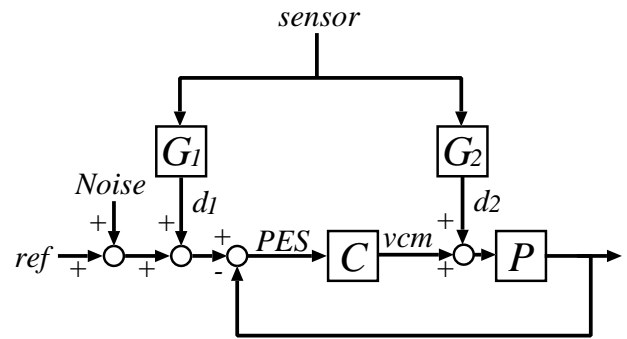 sensor
G1
G2
Noise
d1
d2
+ + + PES vcm +
ref + + - C + P